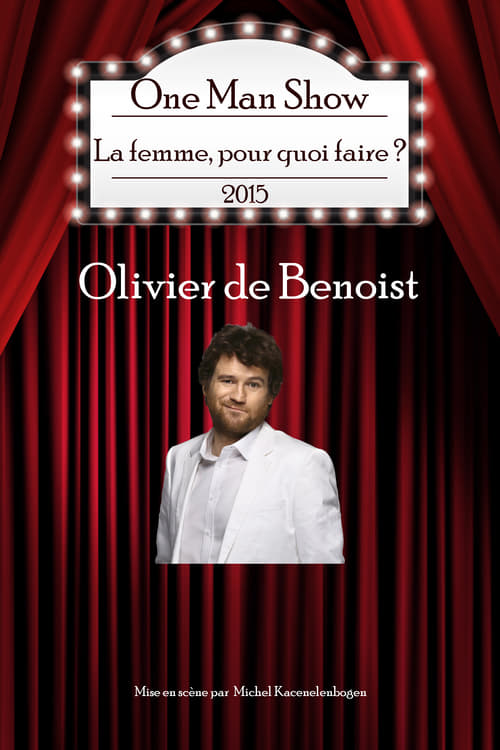 One Man Show
La femme, pour quoi faire ?
2015
Olivier de Benoist
Mise en scène par Michel Kacenelenbogen